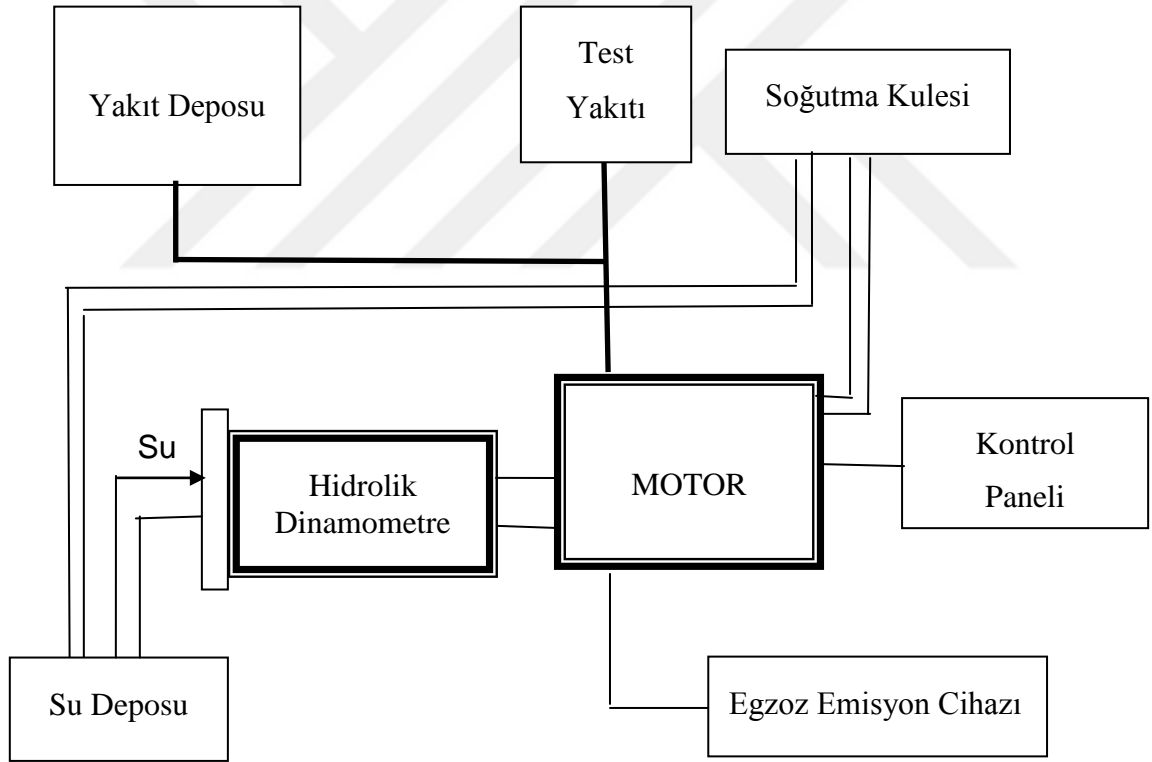 Yakıt Deposu
Test
Yakıtı
Soğutma Kulesi
Su
Hidrolik
Dinamometre
MOTOR
Kontrol
Paneli
Su Deposu
Egzoz Emisyon Cihazı